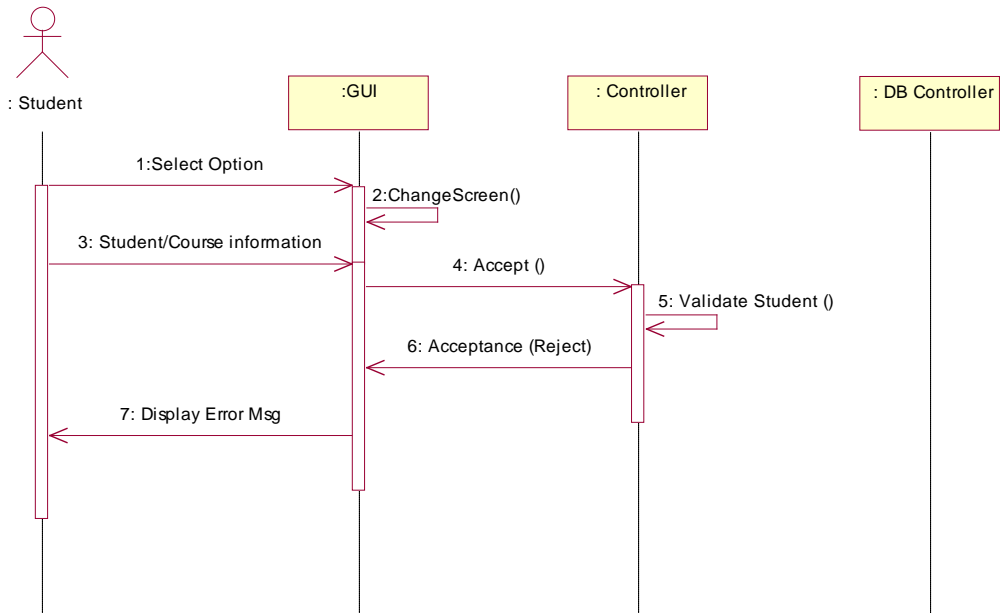 : Student
:GUI
: Controller
: DB Controller
1:Select Option
2:ChangeScreen()
3: Student/Course information
4: Accept ()
5: Validate Student ()
6: Acceptance (Reject)
7: Display Error Msg